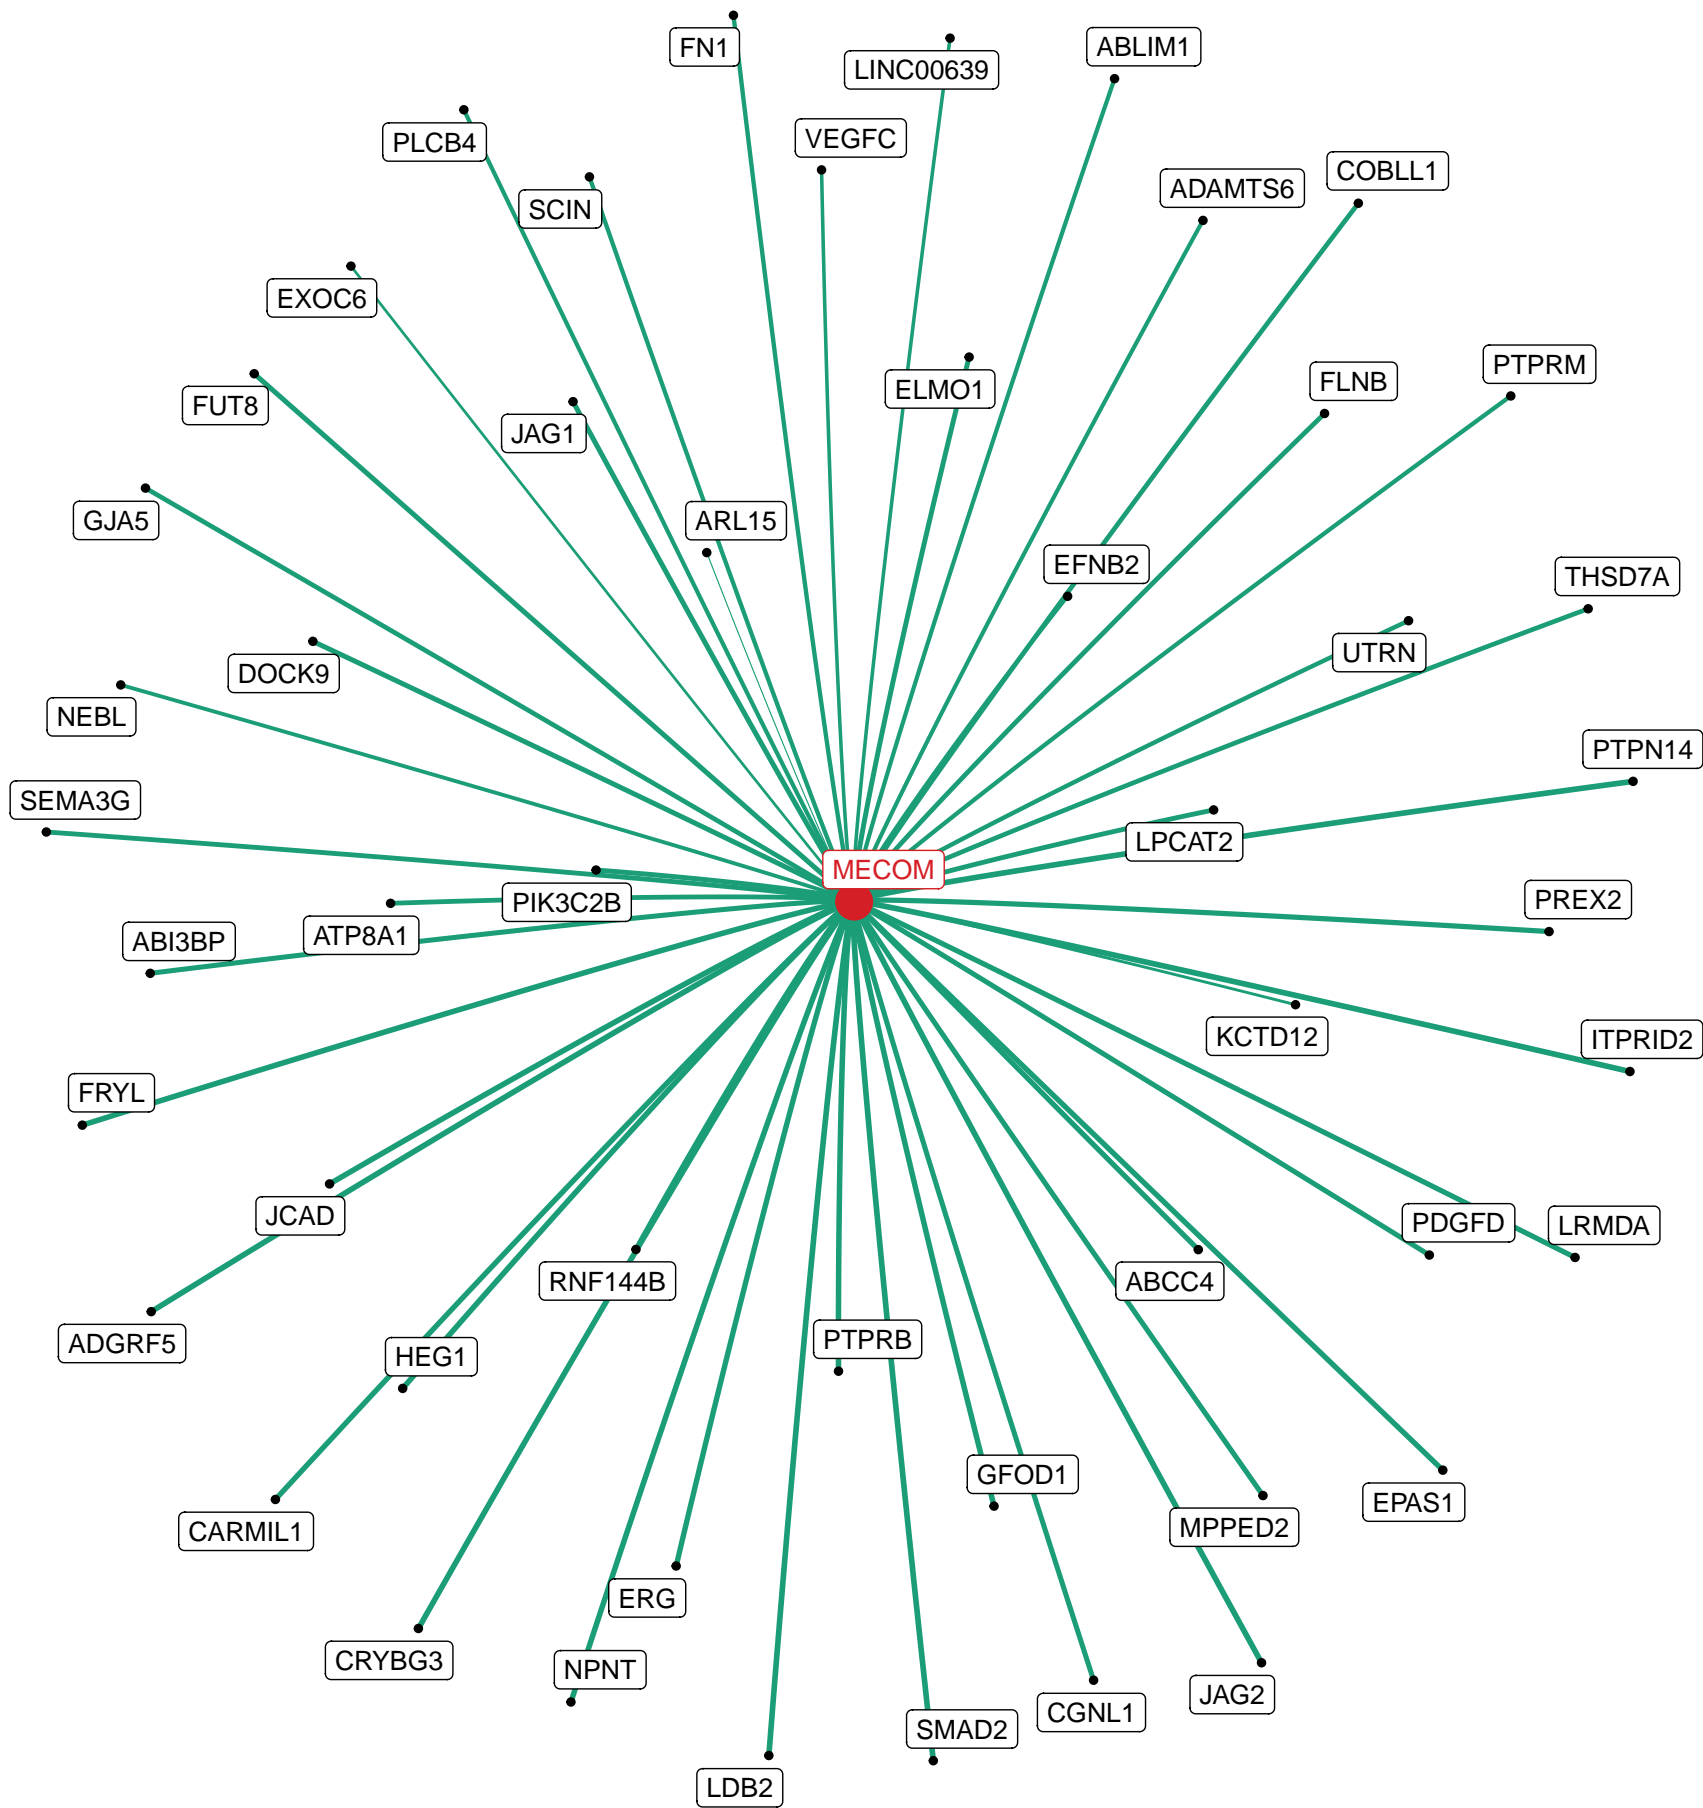 FN1
ABLIM1
LINC00639
VEGFC
PLCB4
COBLL1
ADAMTS6
SCIN
EXOC6
PTPRM
FLNB
ELMO1
FUT8
JAG1
GJA5
ARL15
EFNB2
THSD7A
UTRN
DOCK9
NEBL
PTPN14
SEMA3G
LPCAT2
MECOM
PIK3C2B
PREX2
ATP8A1
ABI3BP
KCTD12
ITPRID2
FRYL
JCAD
PDGFD
LRMDA
RNF144B
ABCC4
ADGRF5
PTPRB
HEG1
GFOD1
EPAS1
CARMIL1
MPPED2
ERG
CRYBG3
NPNT
JAG2
CGNL1
SMAD2
LDB2